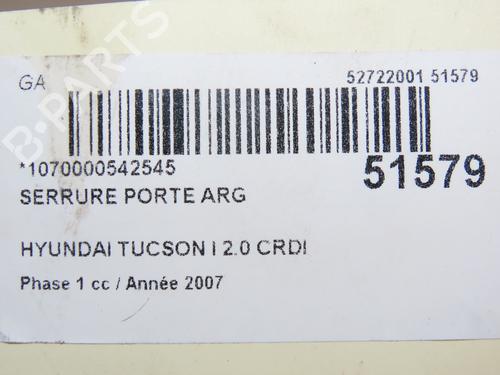 GA
52722001 51579
*1070000542545
51579
SERRURE PORTE ARG
HYUNDAI TUCSON I 2.0 CRDI
Phase 1 cc / Année 2007
B-PARTS